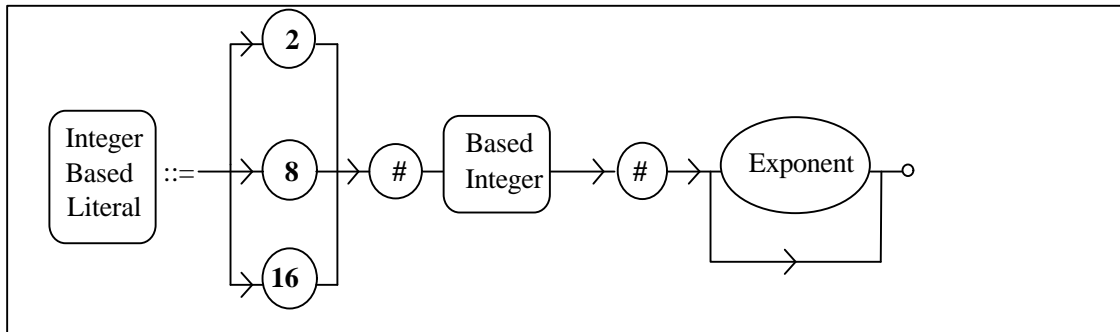 2
Integer
Based
Literal
::=
8
#
Based
Integer
#
Exponent
16